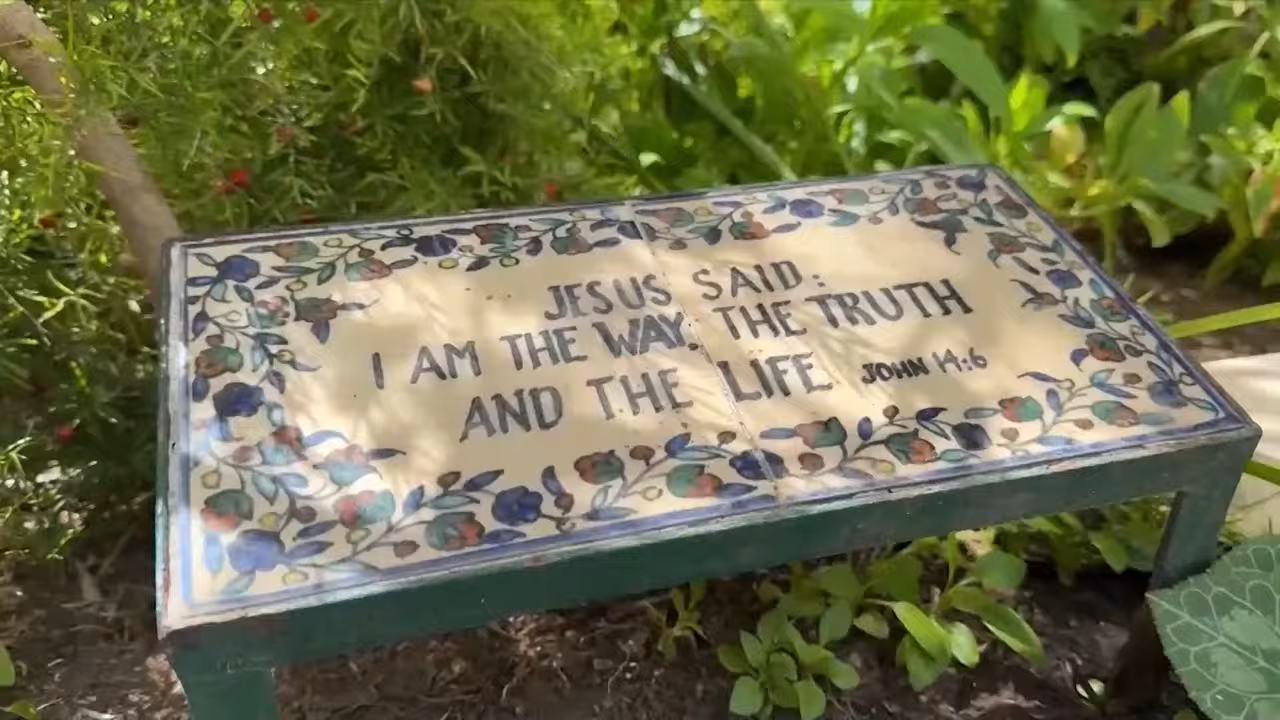 JESUS SAID:
I AM THE WAY, THE TRUTH
AND THE LIFE JOHN 14:6